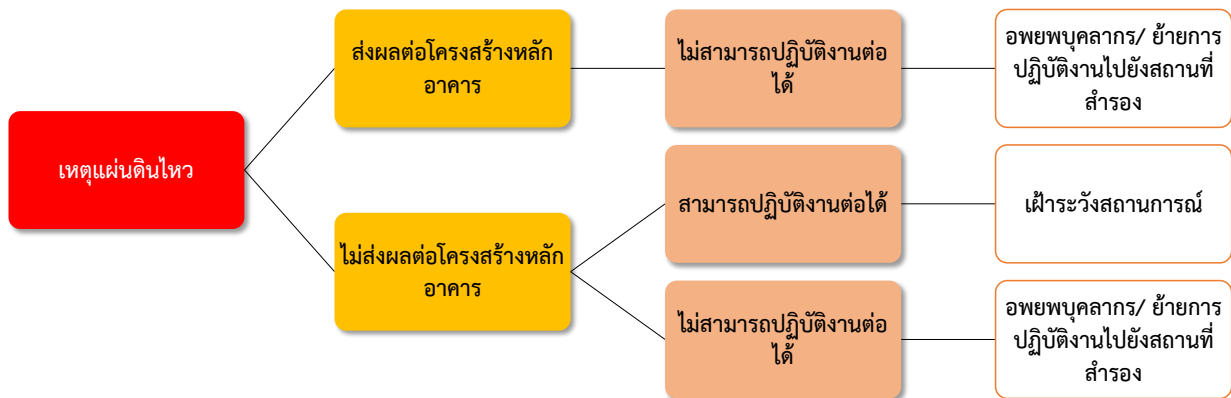 เหตุแผ่นดินไหว
ส่งผลต่อโครงสร้างหลัก
อาคาร
ไม่สามารถปฏิบัติงานต่อ
ได้
อพยพบุคลากร/ ย้ายการ
ปฏิบัติงานไปยังสถานที่
สำรอง
ไม่ส่งผลต่อโครงสร้างหลัก
อาคาร
สามารถปฏิบัติงานต่อได้
เฝ้าระวังสถานการณ์
ไม่สามารถปฏิบัติงานต่อ
ได้
อพยพบุคลากร/ ย้ายการ
ปฏิบัติงานไปยังสถานที่
สำรอง